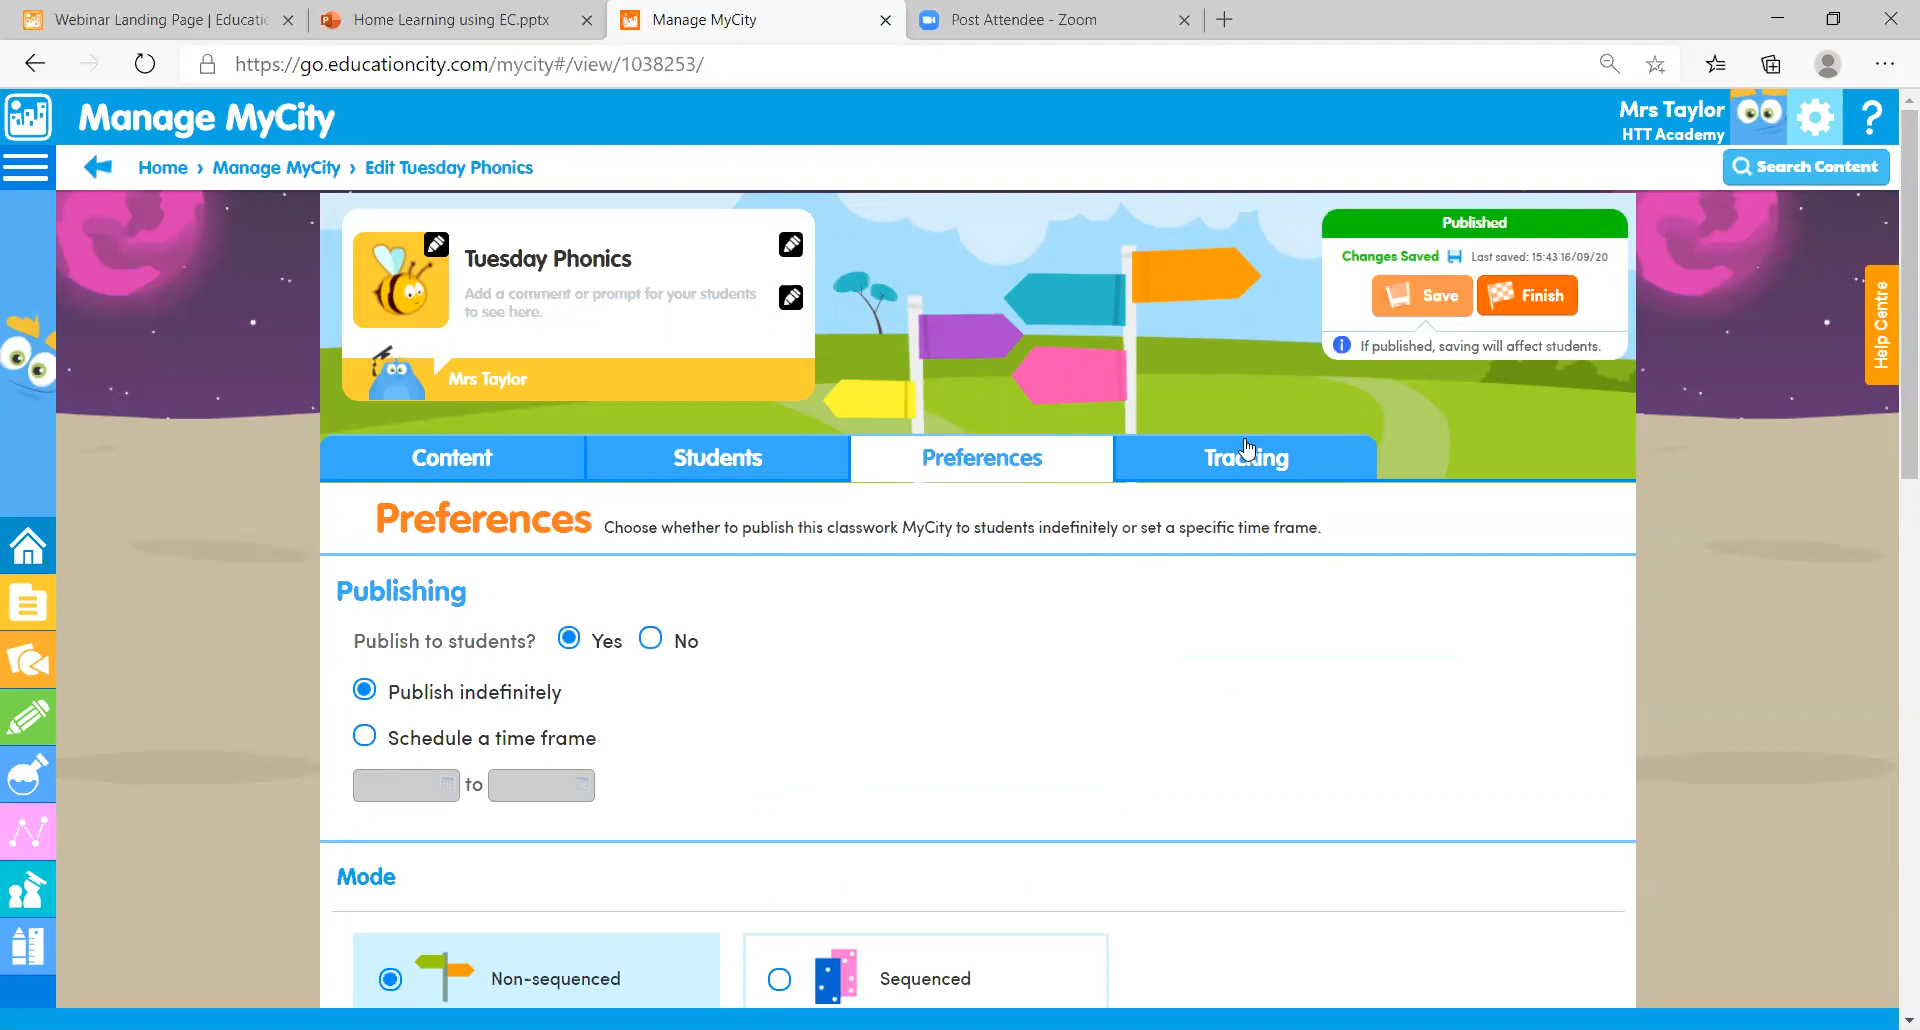 Webinar Landing Page | Educatic
Home Learning using EC.pptx
Manage MyCity
Post Attendee - Zoom
https://go.educationcity.com/mycity#/view/1038253/
Manage MyCity
Mrs Taylor
HTT Academy
?
Home › Manage MyCity › Edit Tuesday Phonics
Search Content
Tuesday Phonics
Add a comment or prompt for your students
to see here.
Mrs Taylor
Published
Changes Saved Last saved: 15:43 16/09/20
Save Finish
If published, saving will affect students.
Help Centre
Content Students Preferences Tracking
Preferences Choose whether to publish this classwork MyCity to students indefinitely or set a specific time frame.
Publishing
Publish to students? Yes No
Publish indefinitely
Schedule a time frame
to
Mode
Non-sequenced Sequenced